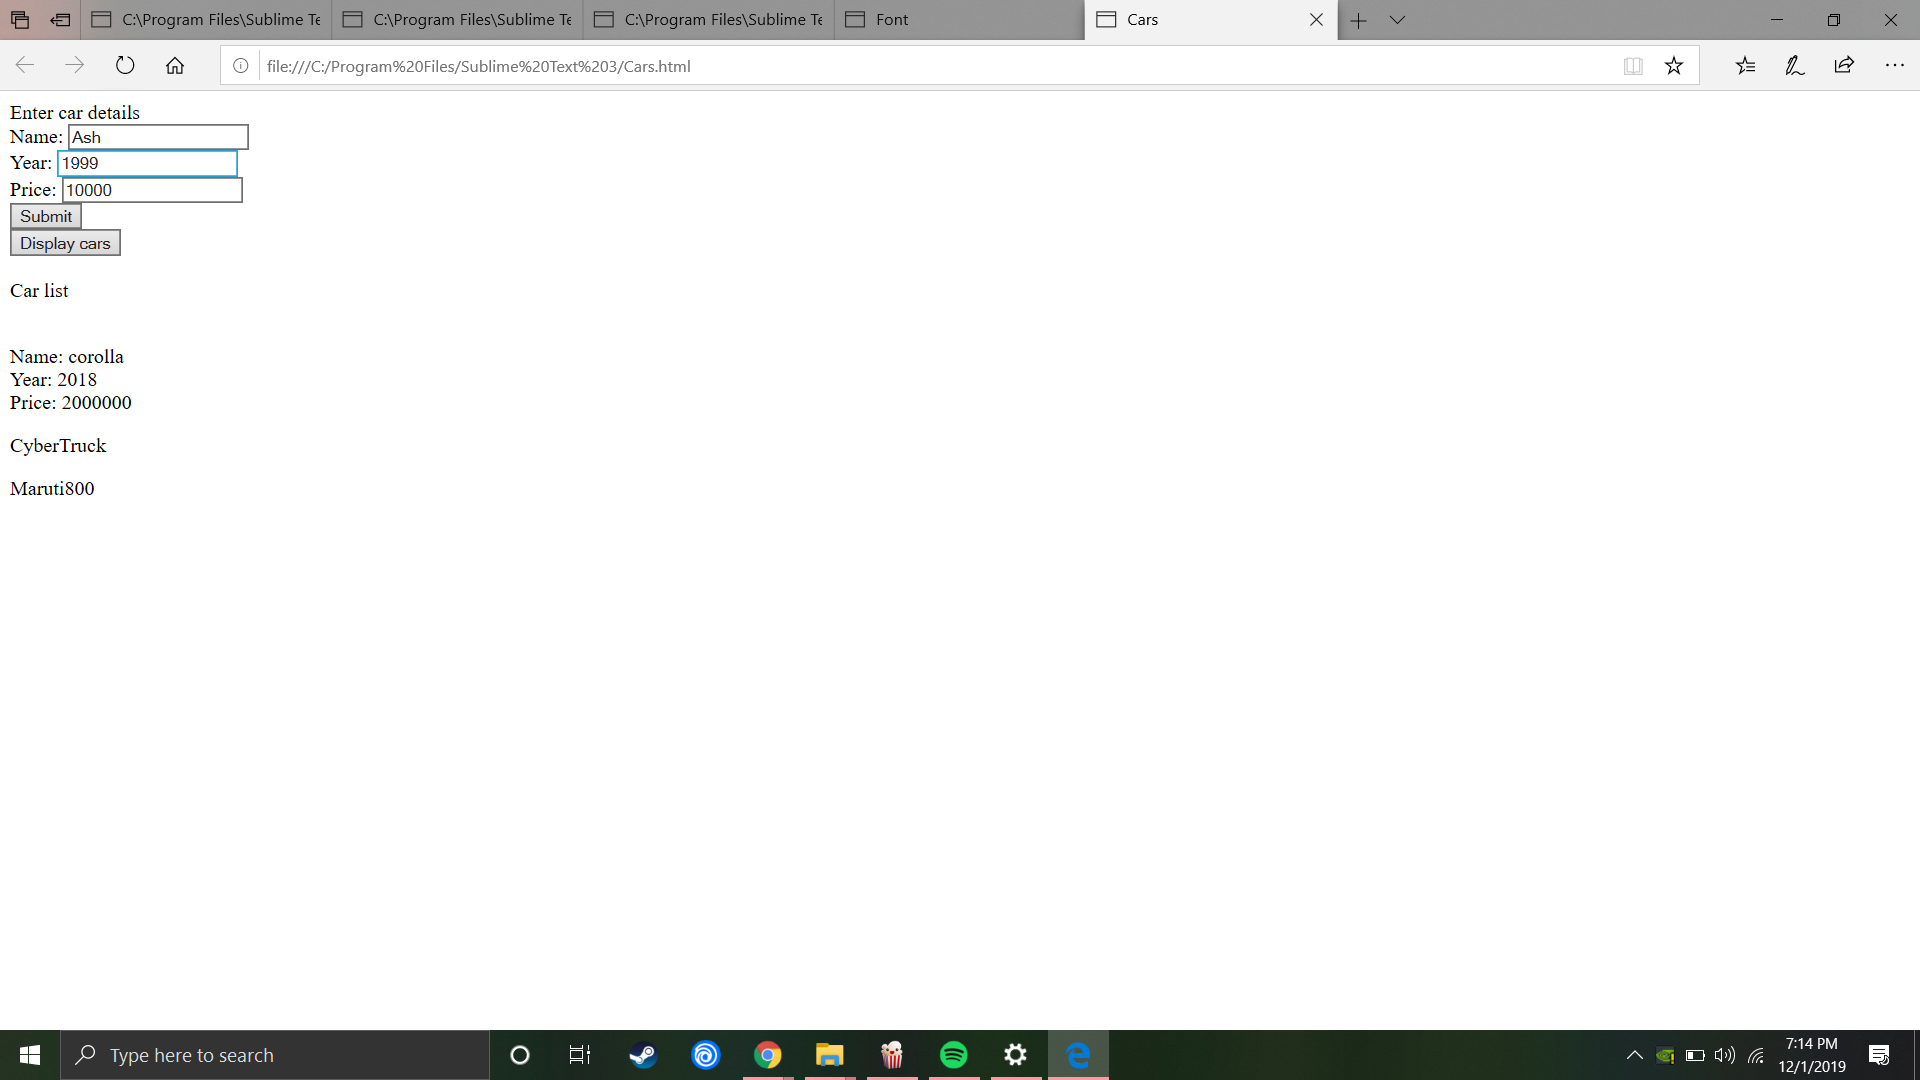 C:\Program Files\Sublime Te
C:\Program Files\Sublime Te
C:\Program Files\Sublime Te
Font
Cars
file:///C:/Program%20Files/Sublime%20Text%203/Cars.html
Enter car details
Name: Ash
Year: 1999
Price: 10000
Submit
Display cars
Car list
Name: corolla
Year: 2018
Price: 2000000
CyberTruck
Maruti800
Type here to search
7:14 PM
12/1/2019